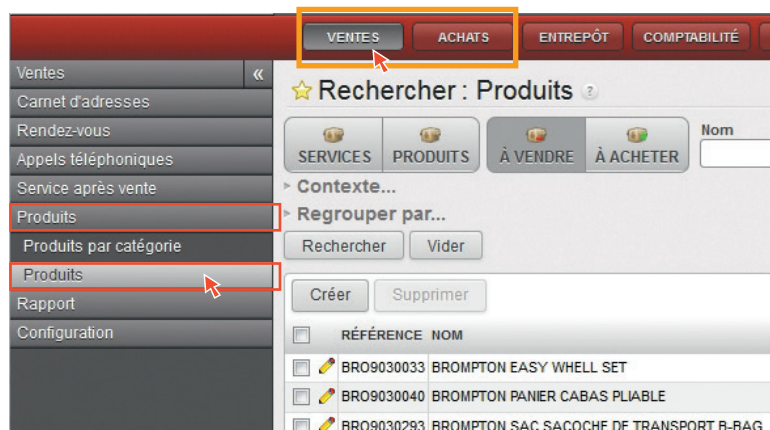 VENTES ACHATS ENTREPÔT COMPTABILITÉ
Ventes «
Carnet d'adresses
Rendez-vous
Appels téléphoniques
Service après vente
Produits
Produits par catégorie
Produits
Rapport
Configuration
Rechercher : Produits ?
SERVICES PRODUITS À VENDRE À ACHETER Nom
Contexte...
Regrouper par...
Rechercher Vider
Créer Supprimer
RÉFÉRENCE NOM
BRO9030033 BROMPTON EASY WHELL SET
BRO9030040 BROMPTON PANIER CABAS PLIABLE
BRO9030293 BROMPTON SAC SACOCHE DE TRANSPORT B-BAG